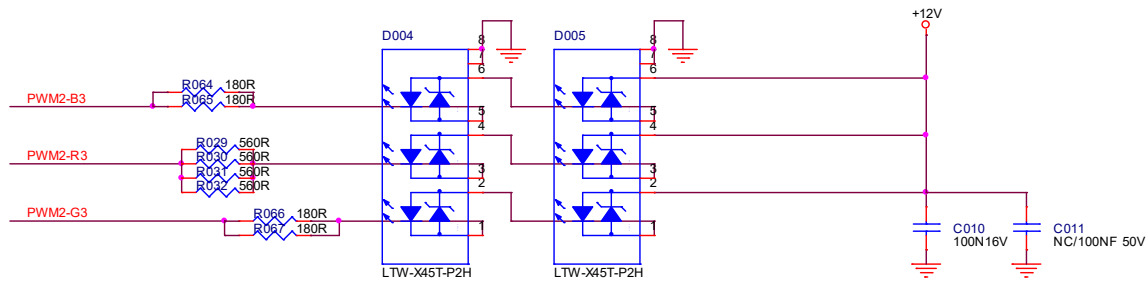 +12V
D004
D005
8
7
6
8
7
6
R064 180R
PWM2-B3
R065 180R
5
4
5
4
R029 560R
PWM2-R3
R030 560R
R031 560R
R032 560R
3
2
3
2
PWM2-G3
R066 180R
R067 180R
1
1
C010
100N16V
C011
NC/100NF 50V
LTW-X45T-P2H
LTW-X45T-P2H